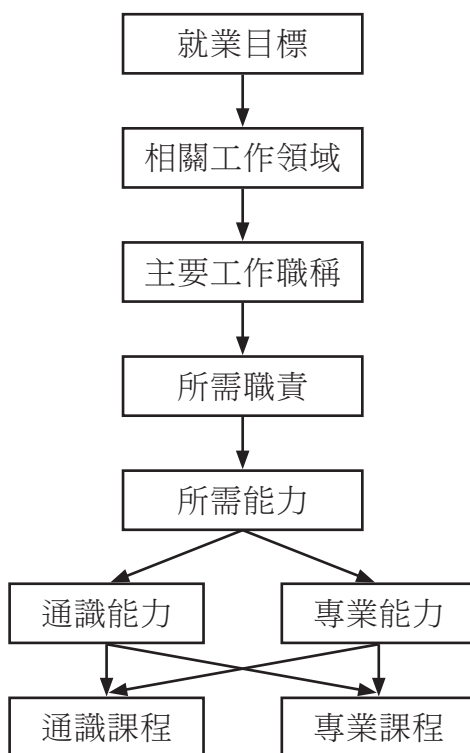 就業目標
相關工作領域
主要工作職稱
所需職責
所需能力
通識能力
專業能力
通識課程
專業課程